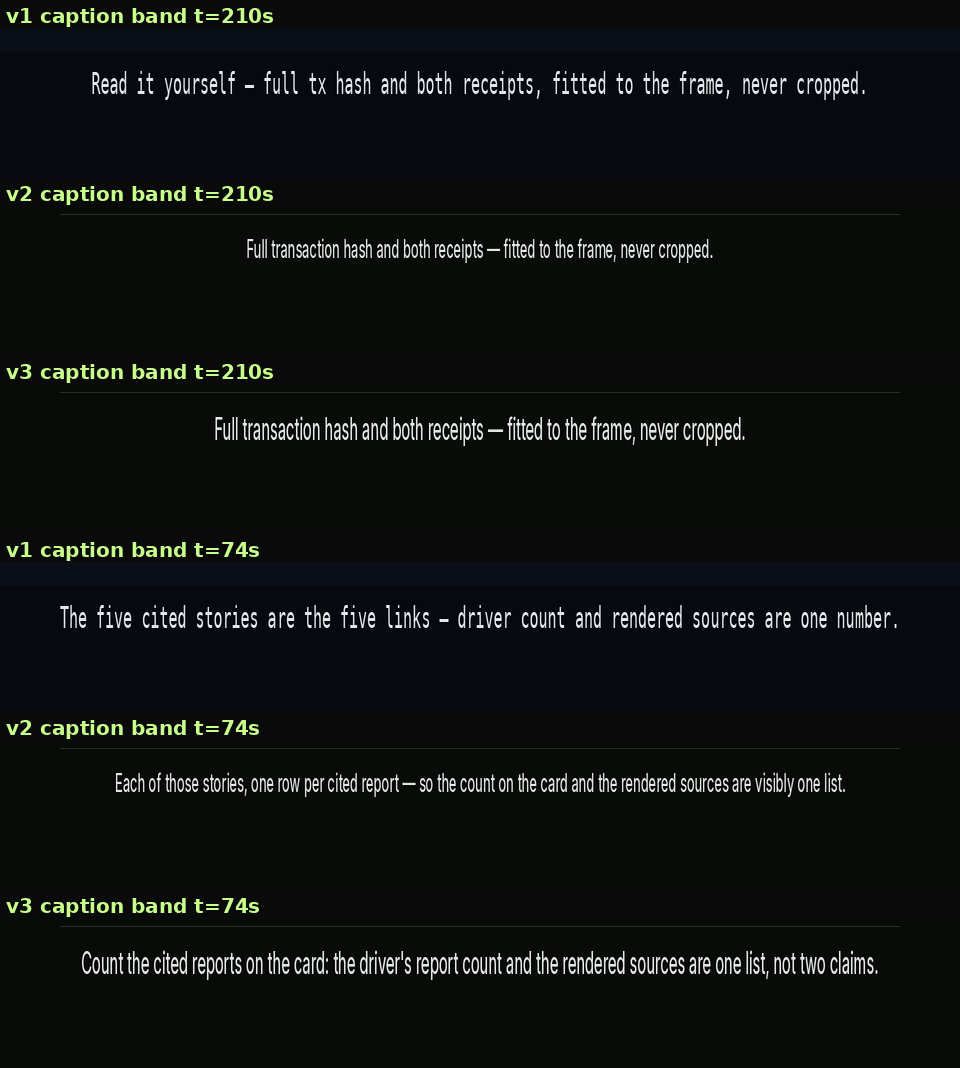 v1 caption band t=210s
Read it yourself — full tx hash and both receipts, fitted to the frame, never cropped.
v2 caption band t=210s
Full transaction hash and both receipts — fitted to the frame, never cropped.
v3 caption band t=210s
Full transaction hash and both receipts — fitted to the frame, never cropped.
v1 caption band t=74s
The five cited stories are the five links — driver count and rendered sources are one number.
v2 caption band t=74s
Each of those stories, one row per cited report — so the count on the card and the rendered sources are visibly one list.
v3 caption band t=74s
Count the cited reports on the card: the driver's report count and the rendered sources are one list, not two claims.